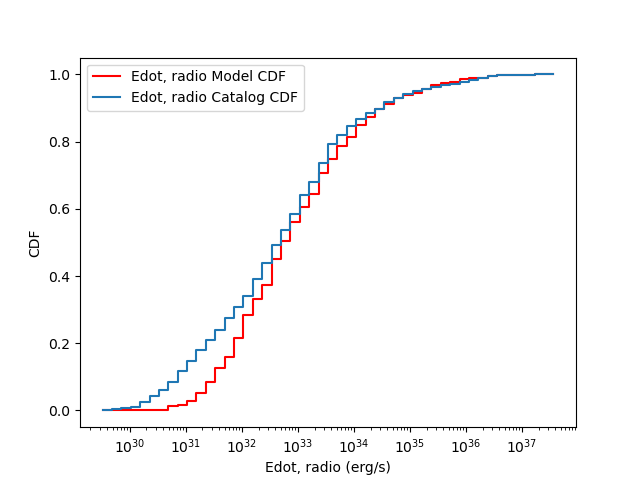 Edot, radio Model CDF
Edot, radio Catalog CDF
1.0
0.8
0.6
0.4
0.2
0.0
CDF
10^30 10^31 10^32 10^33 10^34 10^35 10^36 10^37
Edot, radio (erg/s)